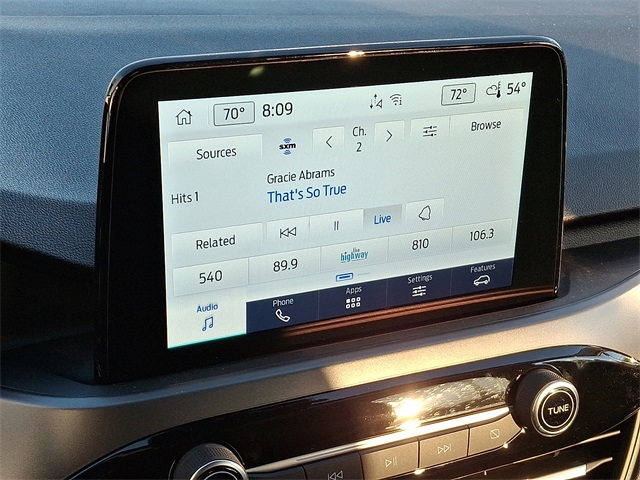 70° 8:09 72° 54°
Sources sxm Ch. 2 Browse
Hits 1
Gracie Abrams
That's So True
Related Live
540 89.9 the highway 810 106.3
Audio Phone Apps Settings Features
TUNE